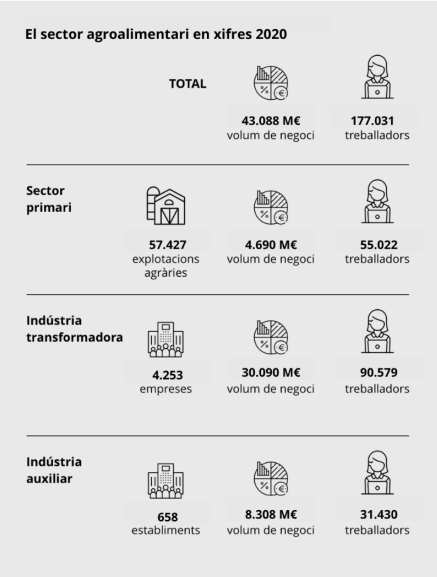 El sector agroalimentari en xifres 2020
TOTAL
43.088 M€
volum de negoci
177.031
treballadors
Sector
primari
57.427
explotacions
agràries
4.690 M€
volum de negoci
55.022
treballadors
Indústria
transformadora
4.253
empreses
30.090 M€
volum de negoci
90.579
treballadors
Indústria
auxiliar
658
establiments
8.308 M€
volum de negoci
31.430
treballadors